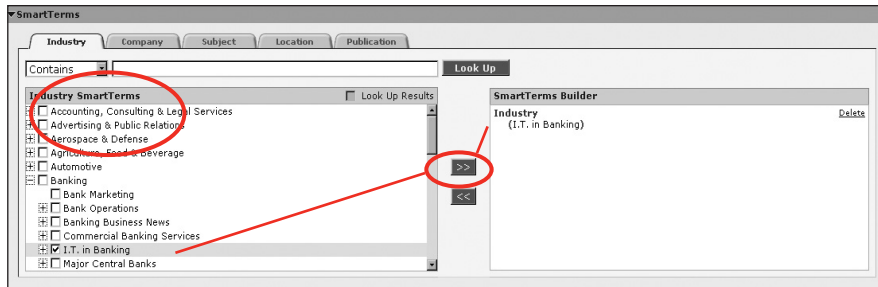 SmartTerms
Industry Company Subject Location Publication
Contains Look Up
Industry SmartTerms Look Up Results
Accounting, Consulting & Legal Services
Advertising & Public Relations
Aerospace & Defense
Agriculture, Food & Beverage
Automotive
Banking
Bank Marketing
Bank Operations
Banking Business News
Commercial Banking Services
I.T. in Banking
Major Central Banks
>>
<<
SmartTerms Builder
Industry Delete
(I.T. in Banking)